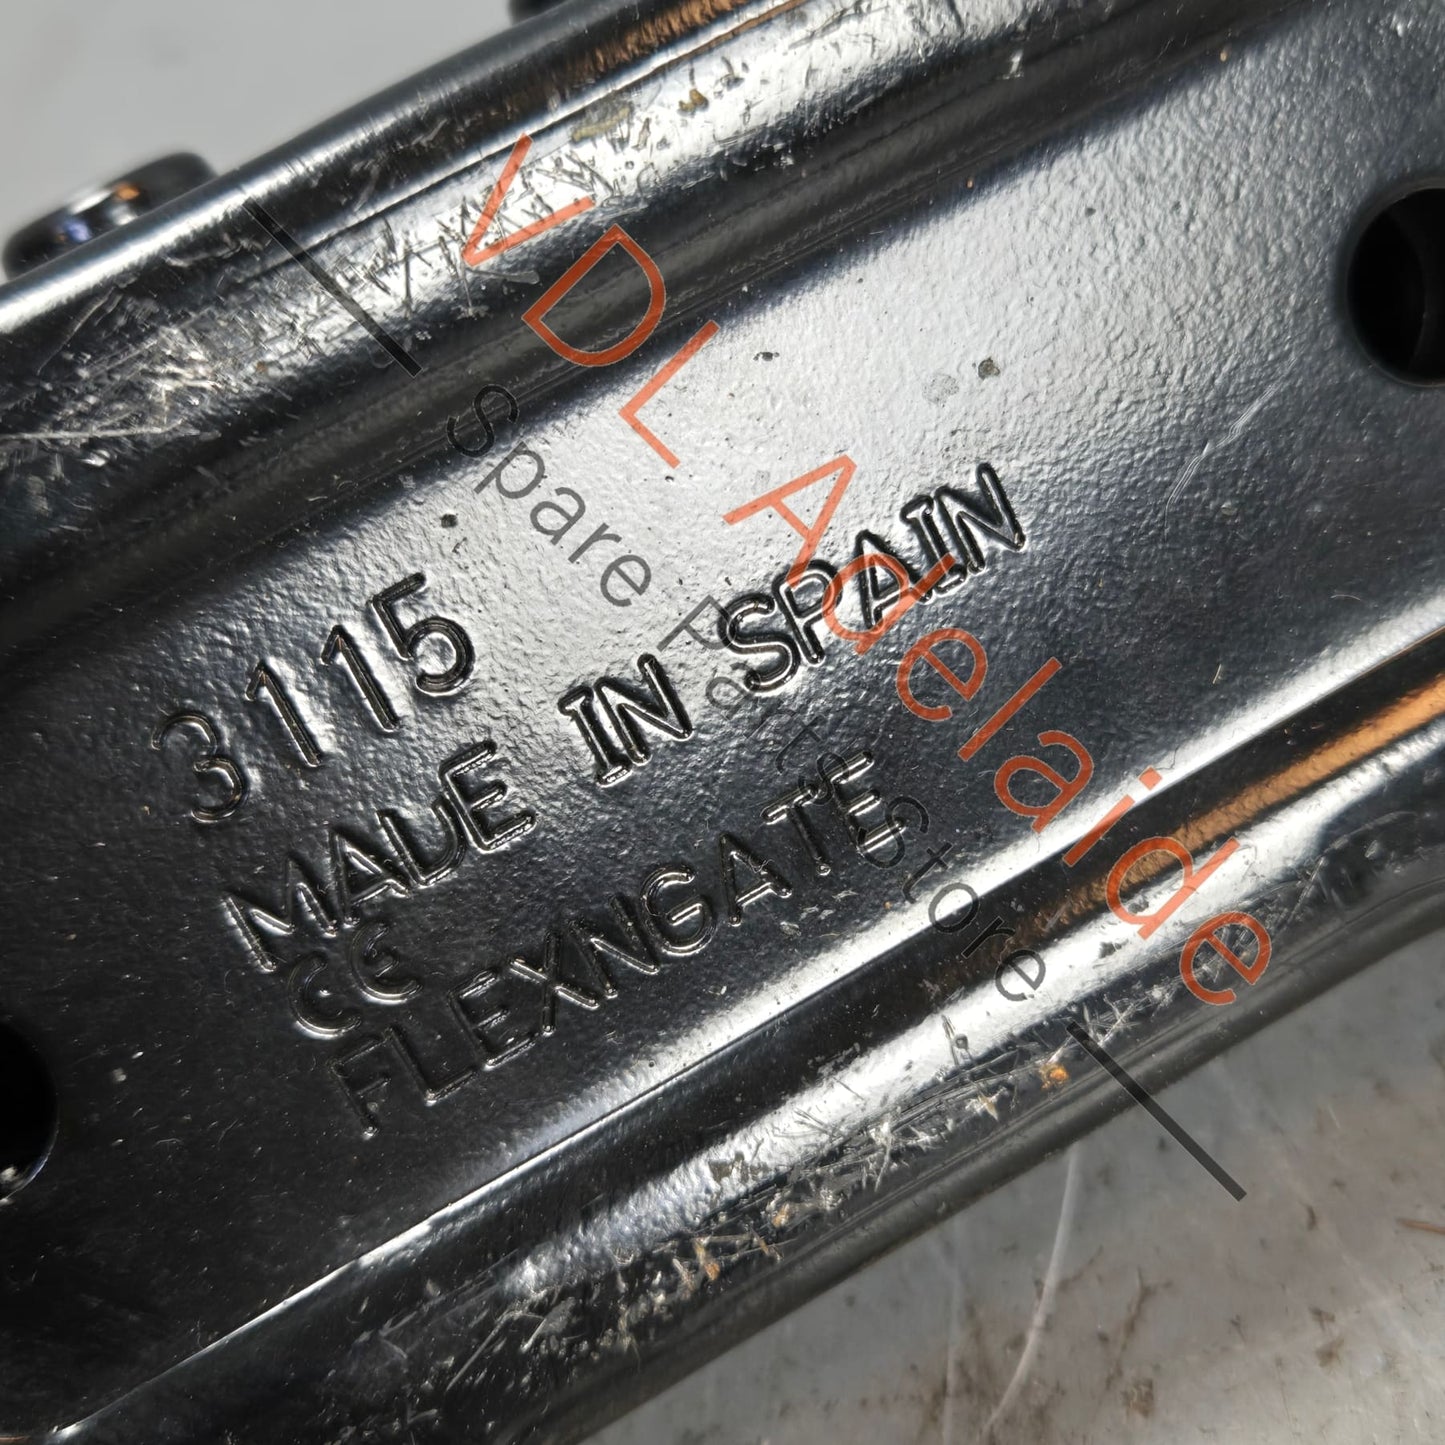 3115
MADE IN SPAIN
CE
FLEXNGATE
VDL Adelaide
Spare Parts Store